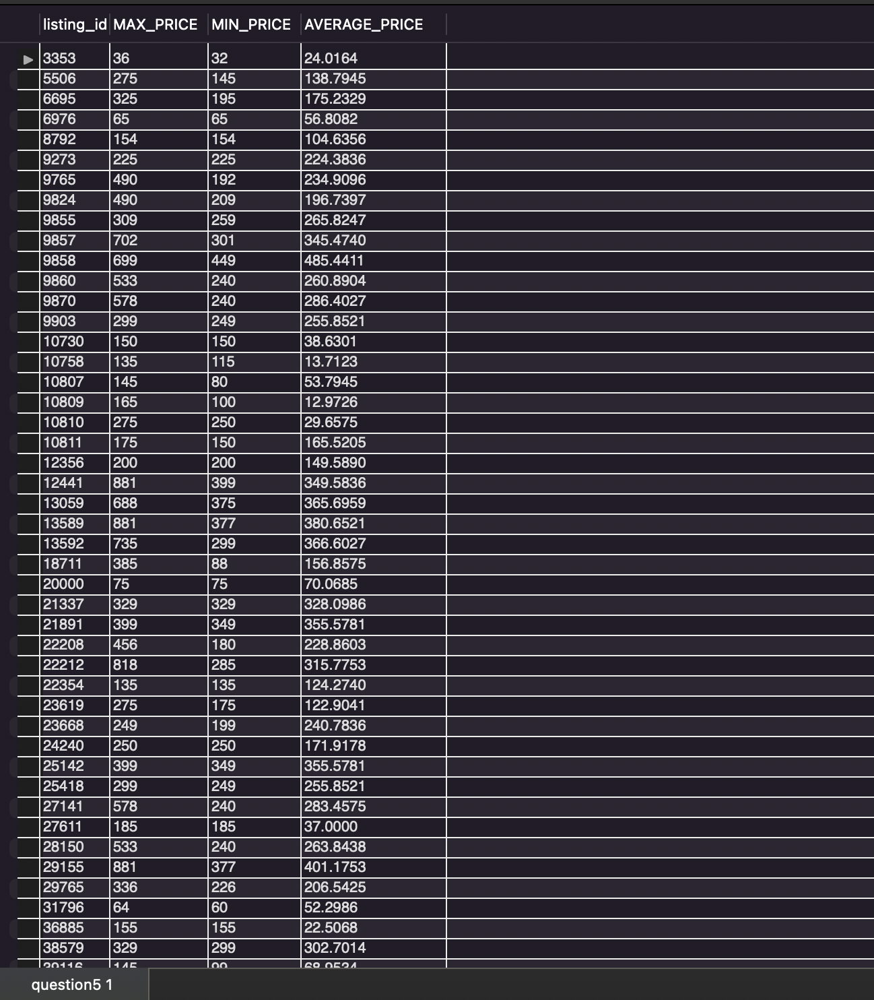 listing_id MAX_PRICE MIN_PRICE AVERAGE_PRICE
3353 36 32 24.0164
5506 275 145 138.7945
6695 325 195 175.2329
6976 65 65 56.8082
8792 154 154 104.6356
9273 225 225 224.3836
9765 490 192 234.9096
9824 490 209 196.7397
9855 309 259 265.8247
9857 702 301 345.4740
9858 699 449 485.4411
9860 533 240 260.8904
9870 578 240 286.4027
9903 299 249 255.8521
10730 150 150 38.6301
10758 135 115 13.7123
10807 145 80 53.7945
10809 165 100 12.9726
10810 275 250 29.6575
10811 175 150 165.5205
12356 200 200 149.5890
12441 881 399 349.5836
13059 688 375 365.6959
13589 881 377 380.6521
13592 735 299 366.6027
18711 385 88 156.8575
20000 75 75 70.0685
21337 329 329 328.0986
21891 399 349 355.5781
22208 456 180 228.8603
22212 818 285 315.7753
22354 135 135 124.2740
23619 275 175 122.9041
23668 249 199 240.7836
24240 250 250 171.9178
25142 399 349 355.5781
25418 299 249 255.8521
27141 578 240 283.4575
27611 185 185 37.0000
28150 533 240 263.8438
29155 881 377 401.1753
29765 336 226 206.5425
31796 64 60 52.2986
36885 155 155 22.5068
38579 329 299 302.7014
question5 1